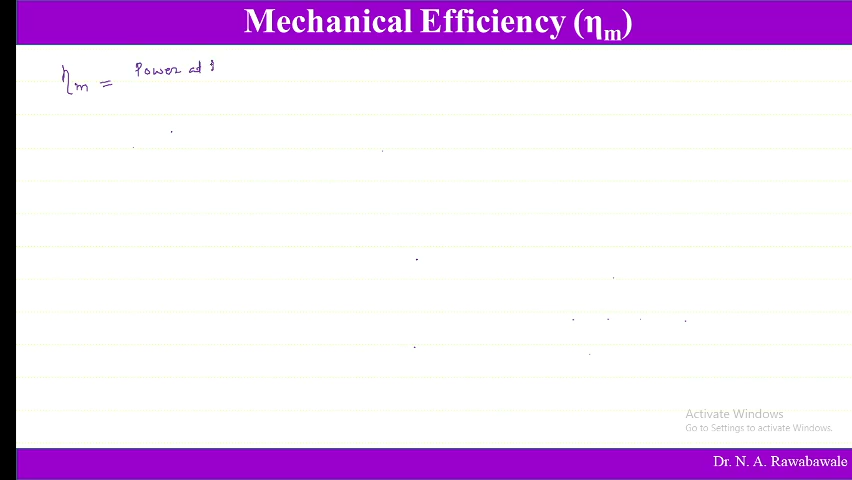 Mechanical Efficiency (ηm)
ηm = Power at
Activate Windows
Go to Settings to activate Windows.
Dr. N. A. Rawabawale